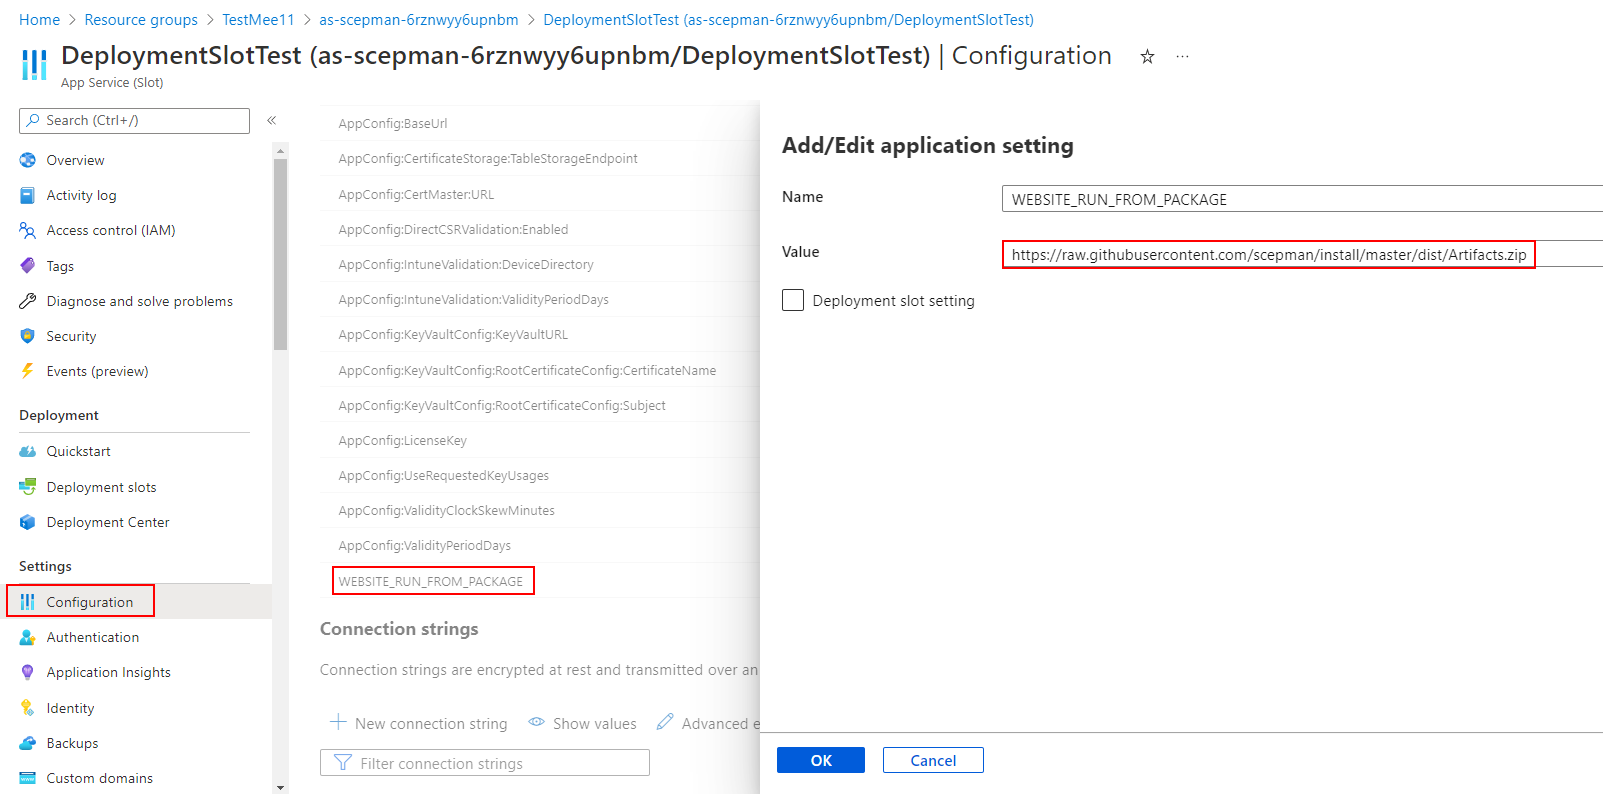 Home > Resource groups > TestMee11 > as-scepman-6rznwyy6upnbm > DeploymentSlotTest (as-scepman-6rznwyy6upnbm/DeploymentSlotTest)
DeploymentSlotTest (as-scepman-6rznwyy6upnbm/DeploymentSlotTest) | Configuration ☆ ···
App Service (Slot)
Search (Ctrl+/) «
Overview
Activity log
Access control (IAM)
Tags
Diagnose and solve problems
Security
Events (preview)
Deployment
Quickstart
Deployment slots
Deployment Center
Settings
Configuration
Authentication
Application Insights
Identity
Backups
Custom domains
AppConfig:BaseUrl
AppConfig:CertificateStorage:TableStorageEndpoint
AppConfig:CertMaster:URL
AppConfig:DirectCSRValidation:Enabled
AppConfig:IntuneValidation:DeviceDirectory
AppConfig:IntuneValidation:ValidityPeriodDays
AppConfig:KeyVaultConfig:KeyVaultURL
AppConfig:KeyVaultConfig:RootCertificateConfig:CertificateName
AppConfig:KeyVaultConfig:RootCertificateConfig:Subject
AppConfig:LicenseKey
AppConfig:UseRequestedKeyUsages
AppConfig:ValidityClockSkewMinutes
AppConfig:ValidityPeriodDays
WEBSITE_RUN_FROM_PACKAGE
Connection strings
Connection strings are encrypted at rest and transmitted over an
New connection string Show values Advanced e
Filter connection strings
Add/Edit application setting
Name WEBSITE_RUN_FROM_PACKAGE
Value https://raw.githubusercontent.com/scepman/install/master/dist/Artifacts.zip
Deployment slot setting
OK Cancel